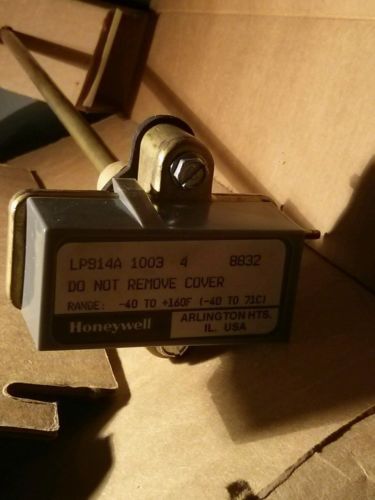 LP914A 1003 4 8832
DO NOT REMOVE COVER
RANGE: -40 TO +160F (-40 TO 71C)
Honeywell
ARLINGTON HTS.
IL. USA